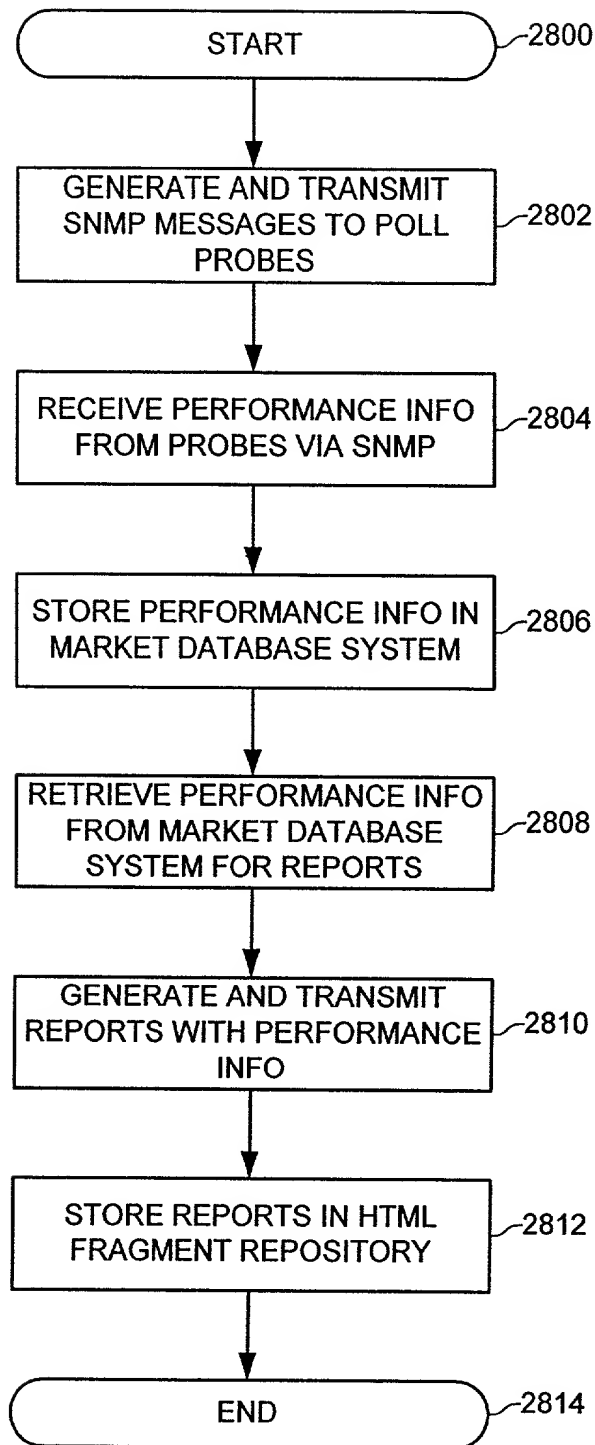 START
2800
GENERATE AND TRANSMIT
SNMP MESSAGES TO POLL
PROBES
2802
RECEIVE PERFORMANCE INFO
FROM PROBES VIA SNMP
2804
STORE PERFORMANCE INFO IN
MARKET DATABASE SYSTEM
2806
RETRIEVE PERFORMANCE INFO
FROM MARKET DATABASE
SYSTEM FOR REPORTS
2808
GENERATE AND TRANSMIT
REPORTS WITH PERFORMANCE
INFO
2810
STORE REPORTS IN HTML
FRAGMENT REPOSITORY
2812
END
2814